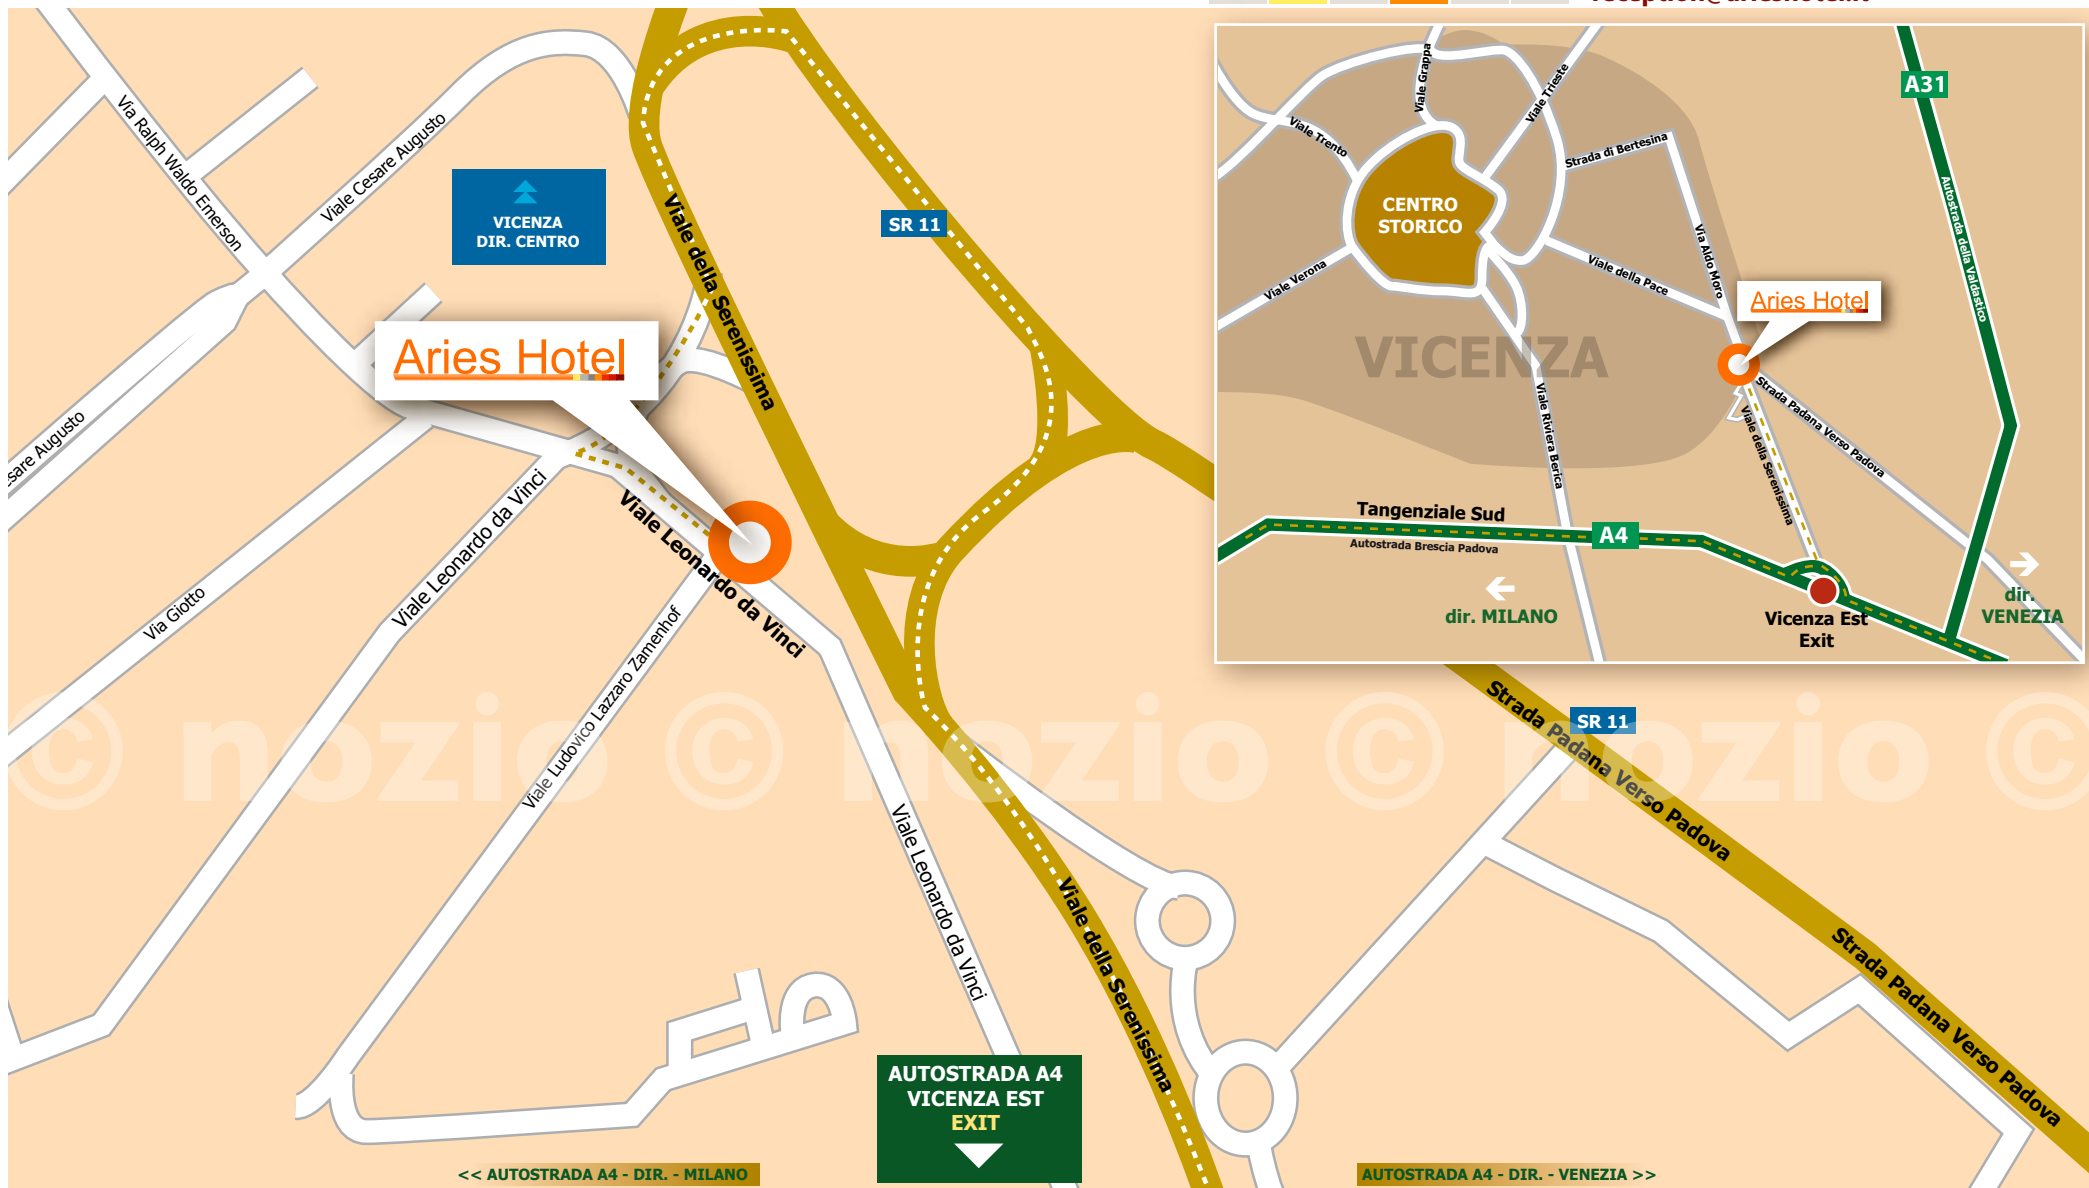 Via Ralph Waldo Emerson
Viale Cesare Augusto
VICENZA
DIR. CENTRO
Viale della Serenissima
SR 11
Aries Hotel
Cesare Augusto
Via Giotto
Viale Leonardo da Vinci
Viale Leonardo da Vinci
Viale Ludovico Lazzaro Zamenhof
Viale Leonardo da Vinci
Viale della Serenissima
AUTOSTRADA A4
VICENZA EST
EXIT
<< AUTOSTRADA A4 - DIR. - MILANO
AUTOSTRADA A4 - DIR. - VENEZIA >>
SR 11
Strada Padana Verso Padova
Strada Padana Verso Padova
© nozio © nozio © nozio ©
Viale Grappa
Viale Trieste
A31
Viale Trento
Strada di Bertesina
CENTRO
STORICO
Autostrada della Valdastico
Viale Verona
Viale della Pace
Via Aldo Moro
Aries Hotel
VICENZA
Viale Riviera Berica
Strada Padana Verso Padova
Viale della Serenissima
Tangenziale Sud
A4
Autostrada Brescia Padova
dir. MILANO
Vicenza Est
Exit
dir.
VENEZIA